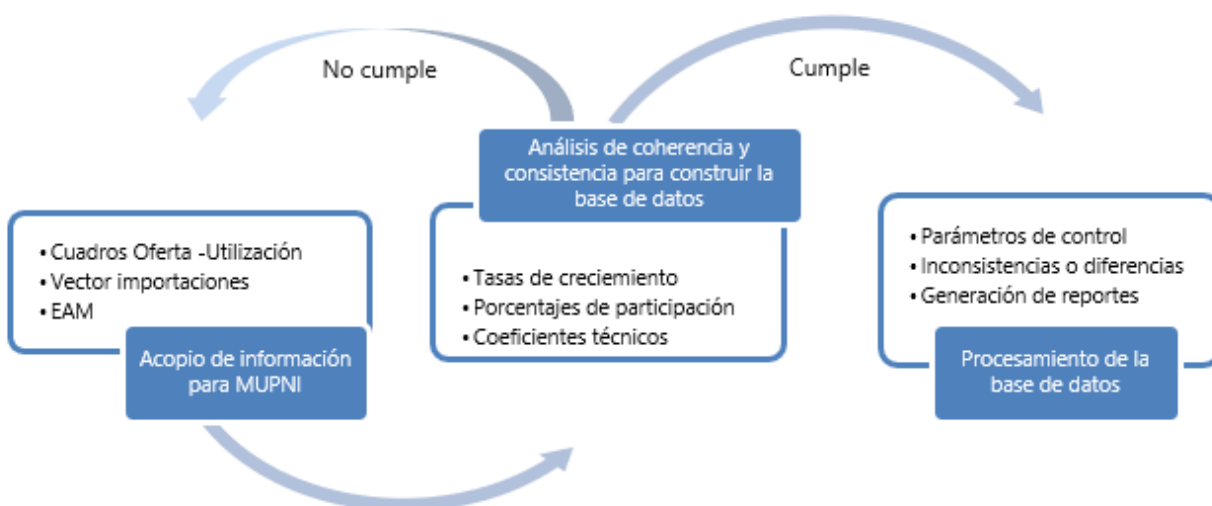 No cumple
Cumple
• Cuadros Oferta -Utilización
• Vector importaciones
• EAM
Acopio de información
para MUPNI
Análisis de coherencia y
consistencia para construir la
base de datos
• Tasas de creciemiento
• Porcentajes de participación
• Coeficientes técnicos
• Parámetros de control
• Inconsistencias o diferencias
• Generación de reportes
Procesamiento de la
base de datos